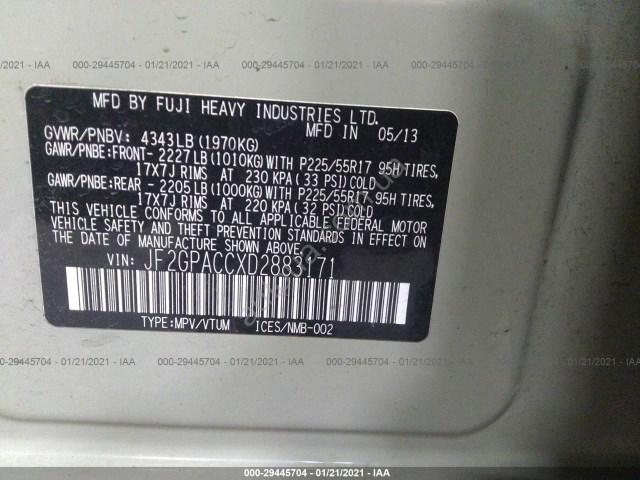 000-29445704 - 01/21/2021 - IAA
MFD BY FUJI HEAVY INDUSTRIES LTD.
MFD IN 05/13
GVWR/PNBV: 4343LB(1970KG)
GAWR/PNBE:FRONT- 2227LB(1010KG)WITH P225/55R17 95H TIRES,
17X7J RIMS AT 230 KPA(33 PSI)COLD
GAWR/PNBE:REAR - 2205LB(1000KG)WITH P225/55R17 95H TIRES,
17X7J RIMS AT 220 KPA(32 PSI)COLD
THIS VEHICLE CONFORMS TO ALL APPLICABLE FEDERAL MOTOR
VEHICLE SAFETY AND THEFT PREVENTION STANDARDS IN EFFECT
ON THE DATE OF MANUFACTURE SHOWN ABOVE.
VIN: JF2GPACCXD2883171
TYPE:MPV/VTUM ICES/NMB-002
000-29445704 - 01/21/2021 - IAA